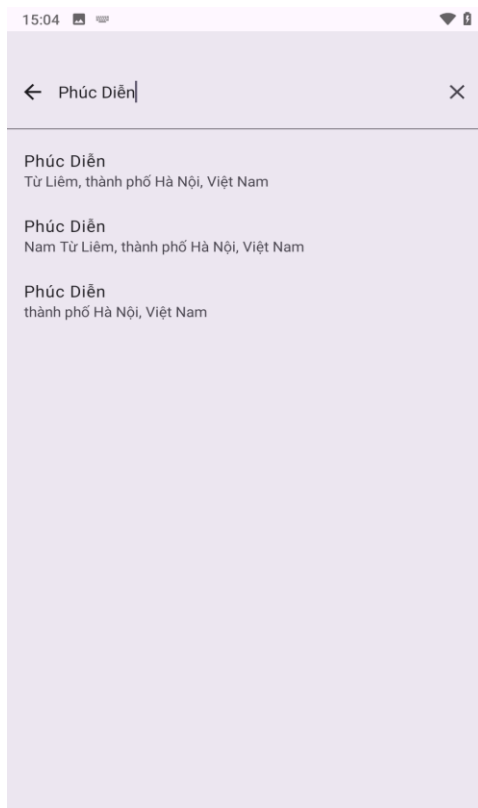 15:04
Phúc Diễn
Phúc Diễn
Từ Liêm, thành phố Hà Nội, Việt Nam
Phúc Diễn
Nam Từ Liêm, thành phố Hà Nội, Việt Nam
Phúc Diễn
thành phố Hà Nội, Việt Nam